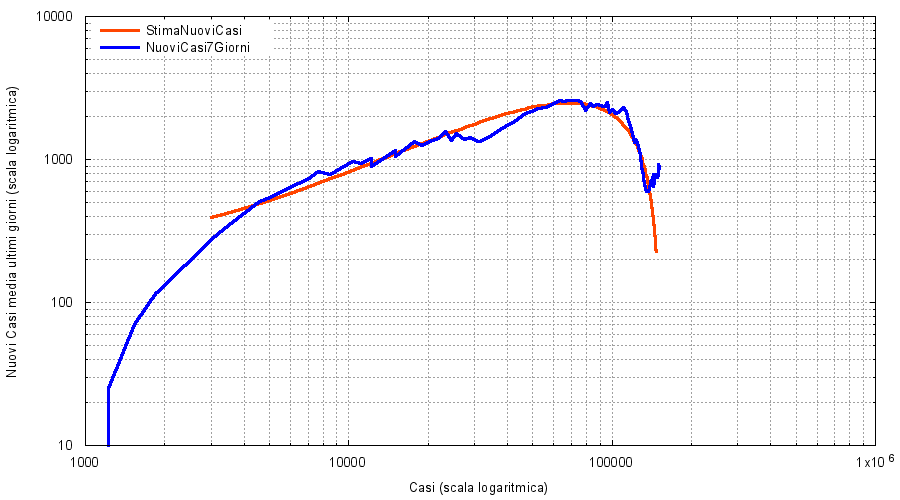 10000
StimaNuoviCasi
NuoviCasi7Giorni
1000
100
10
Nuovi Casi media ultimi giorni (scala logaritmica)
1000 10000 100000 1x10 6
Casi (scala logaritmica)